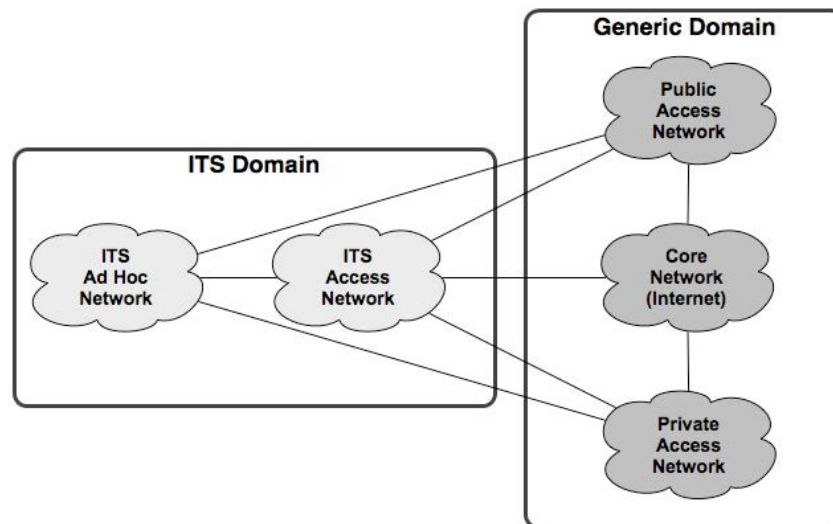 Generic Domain
Public
Access
Network
ITS Domain
ITS
Ad Hoc
Network
ITS
Access
Network
Core
Network
(Internet)
Private
Access
Network